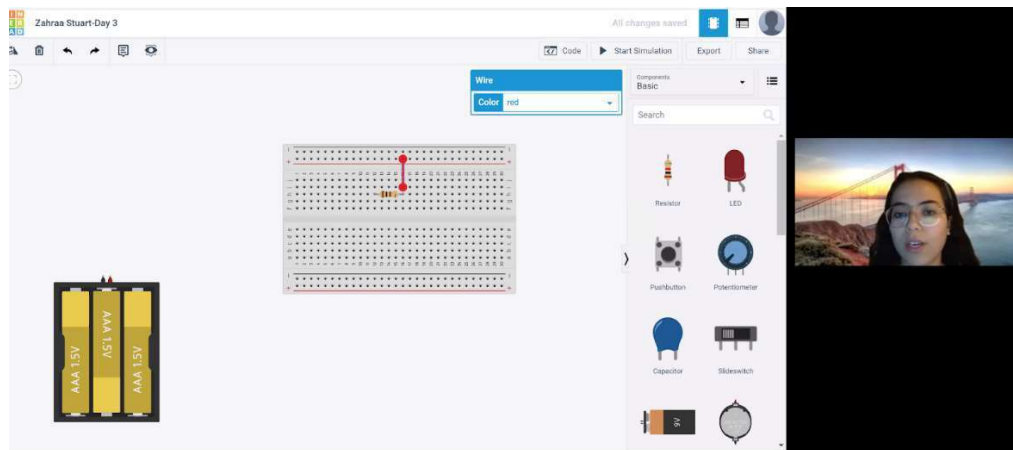 Zahraa Stuart-Day 3
All changes saved
Code
Start Simulation
Export
Share
Wire
Color red
Components
Basic
Search
Resistor
LED
Pushbutton
Potentiometer
Capacitor
Slideswitch
9V
AAA 1.5V
AAA 1.5V
AAA 1.5V